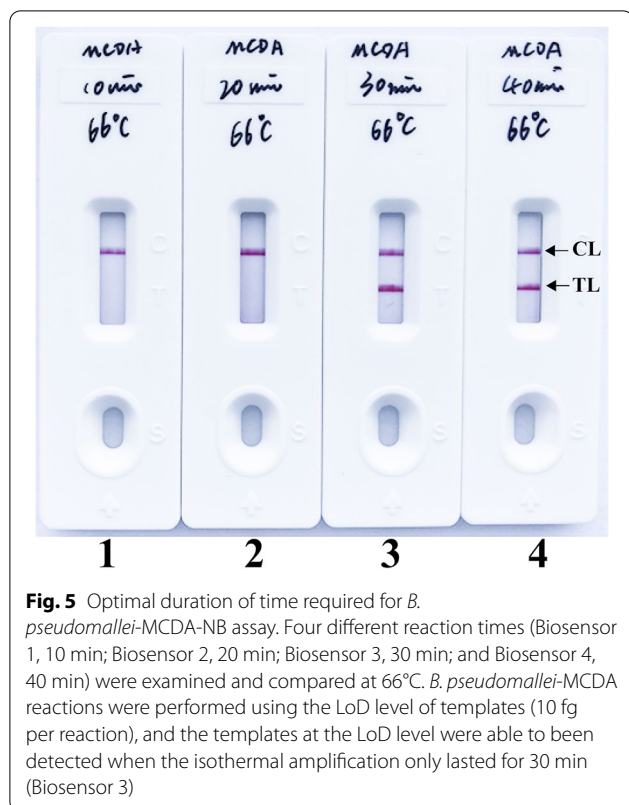 MCDA MCDA MCDA MCDA
10 min 20 min 30 min 40 min
66°C 66°C 66°C 66°C
C C C
← CL
T T T
← TL
S S S
1 2 3 4
Fig. 5 Optimal duration of time required for B.
pseudomallei-MCDA-NB assay. Four different reaction times (Biosensor
1, 10 min; Biosensor 2, 20 min; Biosensor 3, 30 min; and Biosensor 4,
40 min) were examined and compared at 66°C. B. pseudomallei-MCDA
reactions were performed using the LoD level of templates (10 fg
per reaction), and the templates at the LoD level were able to been
detected when the isothermal amplification only lasted for 30 min
(Biosensor 3)